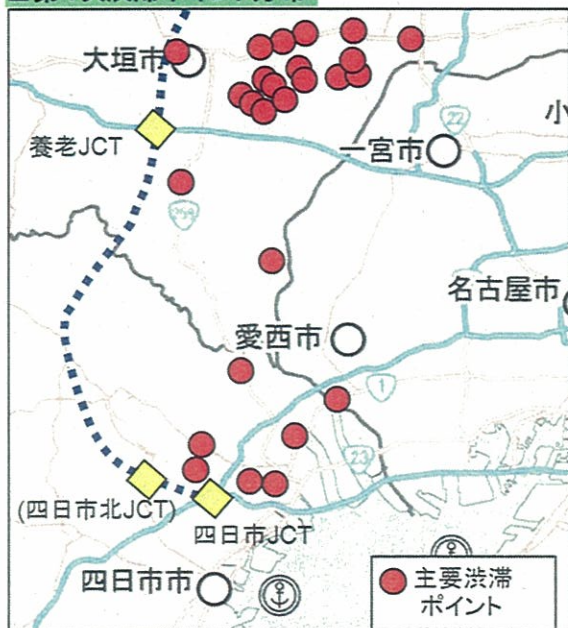 大垣市
養老JCT
22
小
一宮市
258
名古屋市
愛西市
1
23
(四日市北JCT)
四日市JCT
四日市市
主要渋滞
ポイント